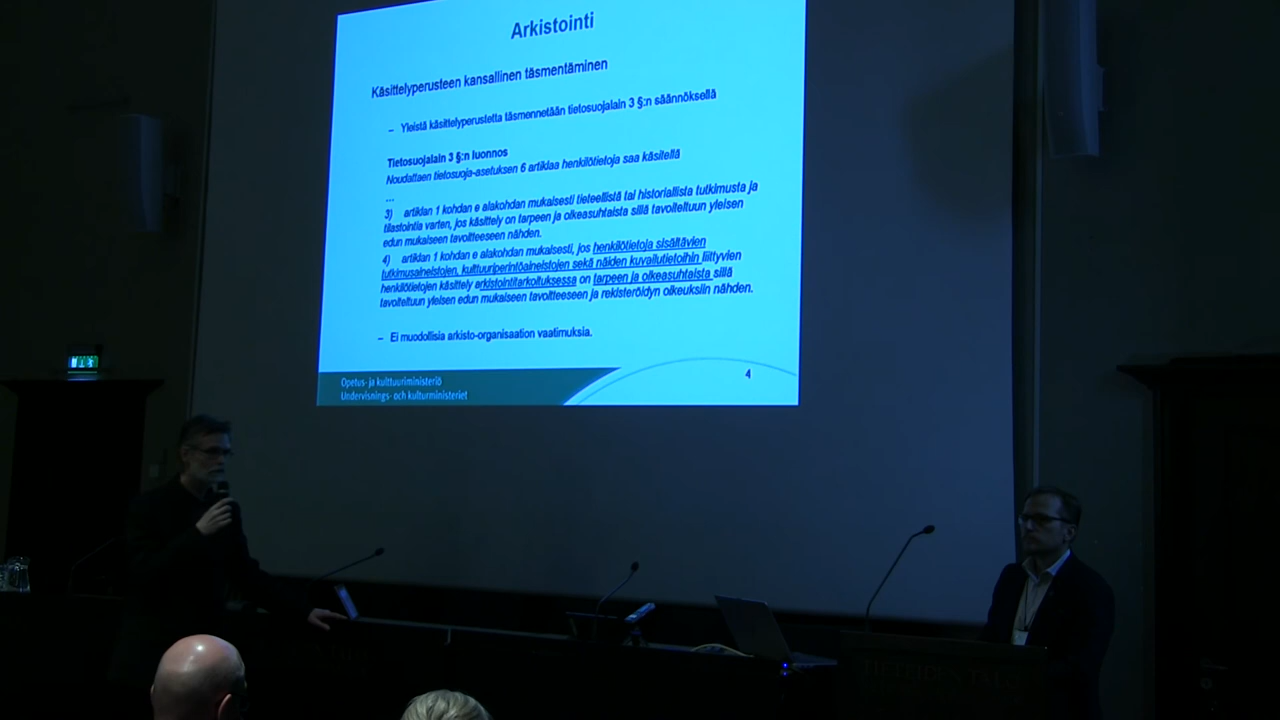 Arkistointi
Käsittelyperusteen kansallinen täsmentäminen
– Yleistä käsittelyperustetta täsmennetään tietosuojalain 3 §:n säännöksellä
Tietosuojalain 3 §:n luonnos
Noudattaen tietosuoja-asetuksen 6 artiklaa henkilötietoja saa käsitellä
...
3) artiklan 1 kohdan e alakohdan mukaisesti tieteellistä tai historiallista tutkimusta ja
tilastointia varten, jos käsittely on tarpeen ja oikeasuhtaista sillä tavoiteltuun yleisen
edun mukaiseen tavoitteeseen nähden.
4) artiklan 1 kohdan e alakohdan mukaisesti, jos henkilötietoja sisältävien
tutkimusaineistojen, kulttuuriperintöaineistojen sekä näiden kuvailutietoihin liittyvien
henkilötietojen käsittely arkistointitarkoituksessa on tarpeen ja oikeasuhtaista sillä
tavoiteltuun yleisen edun mukaiseen tavoitteeseen ja rekisteröidyn oikeuksiin nähden.
– Ei muodollisia arkisto-organisaation vaatimuksia.
Opetus- ja kulttuuriministeriö
Undervisnings- och kulturministeriet
4
TIETEIDEN TALO